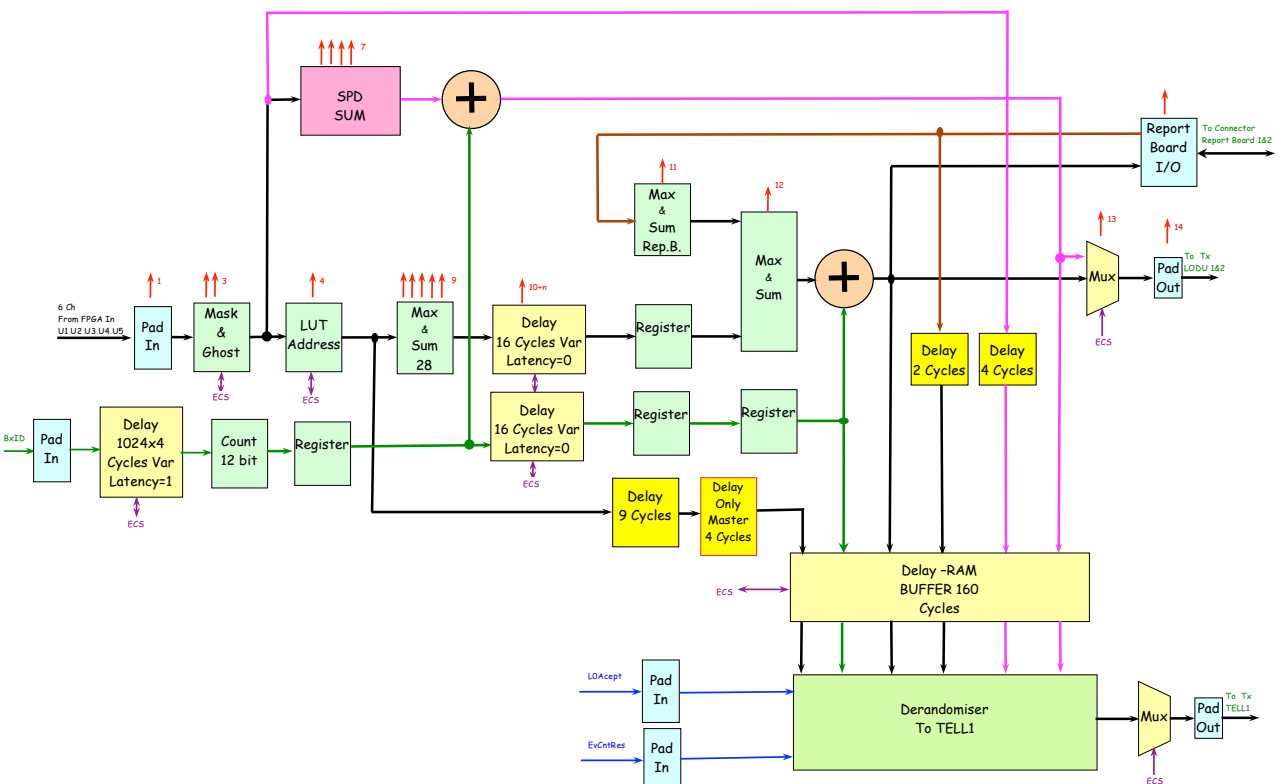 7
SPD
SUM
+
Report
Board
I/O
To Connector
Report Board 1&2
11
Max
&
Sum
Rep.B.
12
Max
&
Sum
+
13
Mux
ECS
14
Pad
Out
To Tx
LODU 1&2
6 Ch
From FPGA In
U1 U2 U3 U4 U5
1
Pad
In
3
Mask
&
Ghost
ECS
4
LUT
Address
ECS
9
Max
&
Sum
28
10+n
Delay
16 Cycles Var
Latency=0
Register
Delay
2 Cycles
Delay
4 Cycles
BxID
Pad
In
Delay
1024x4
Cycles Var
Latency=1
ECS
Count
12 bit
Register
Delay
16 Cycles Var
Latency=0
ECS
Register
Register
Delay
9 Cycles
Delay
Only
Master
4 Cycles
ECS
Delay –RAM
BUFFER 160
Cycles
L0Acept
Pad
In
EvCntRes
Pad
In
Derandomiser
To TELL1
Mux
ECS
Pad
Out
To Tx
TELL1